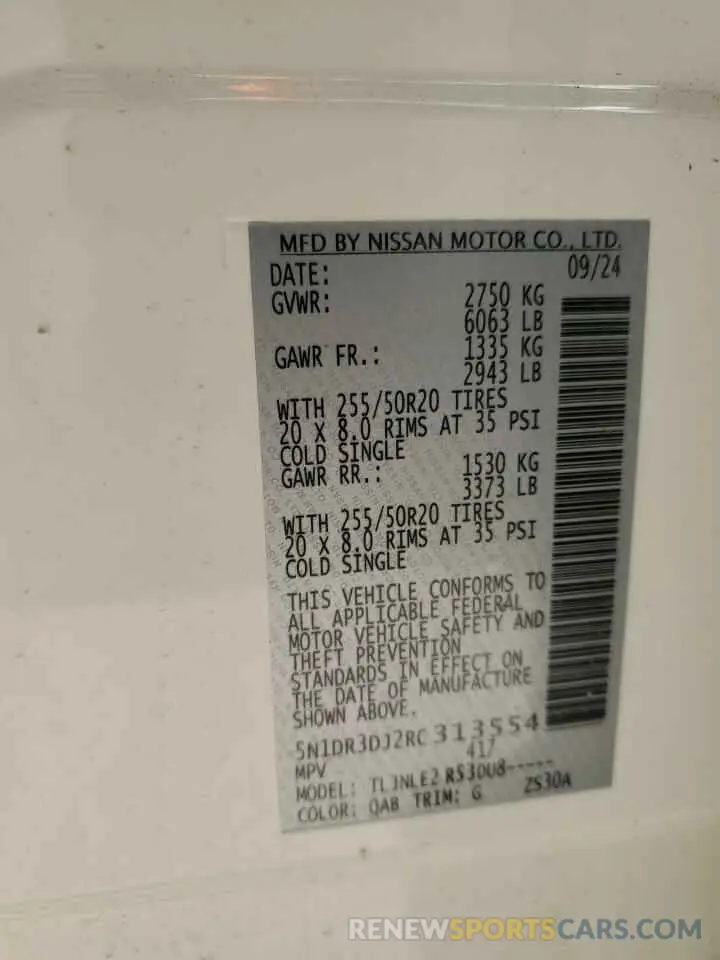 MFD BY NISSAN MOTOR CO., LTD.
DATE: 09/24
GVWR: 2750 KG
6063 LB
GAWR FR.: 1335 KG
2943 LB
WITH 255/50R20 TIRES
20 X 8.0 RIMS AT 35 PSI
COLD SINGLE
GAWR RR.: 1530 KG
3373 LB
WITH 255/50R20 TIRES
20 X 8.0 RIMS AT 35 PSI
COLD SINGLE
THIS VEHICLE CONFORMS TO
ALL APPLICABLE FEDERAL
MOTOR VEHICLE SAFETY AND
THEFT PREVENTION
STANDARDS IN EFFECT ON
THE DATE OF MANUFACTURE
SHOWN ABOVE.
5N1DR3DJ2RC313554
MPV 417
MODEL: TLJNLE2 R530U8-----
COLOR: QAB TRIM: G ZS30A
RENEWSPORTSCARS.COM